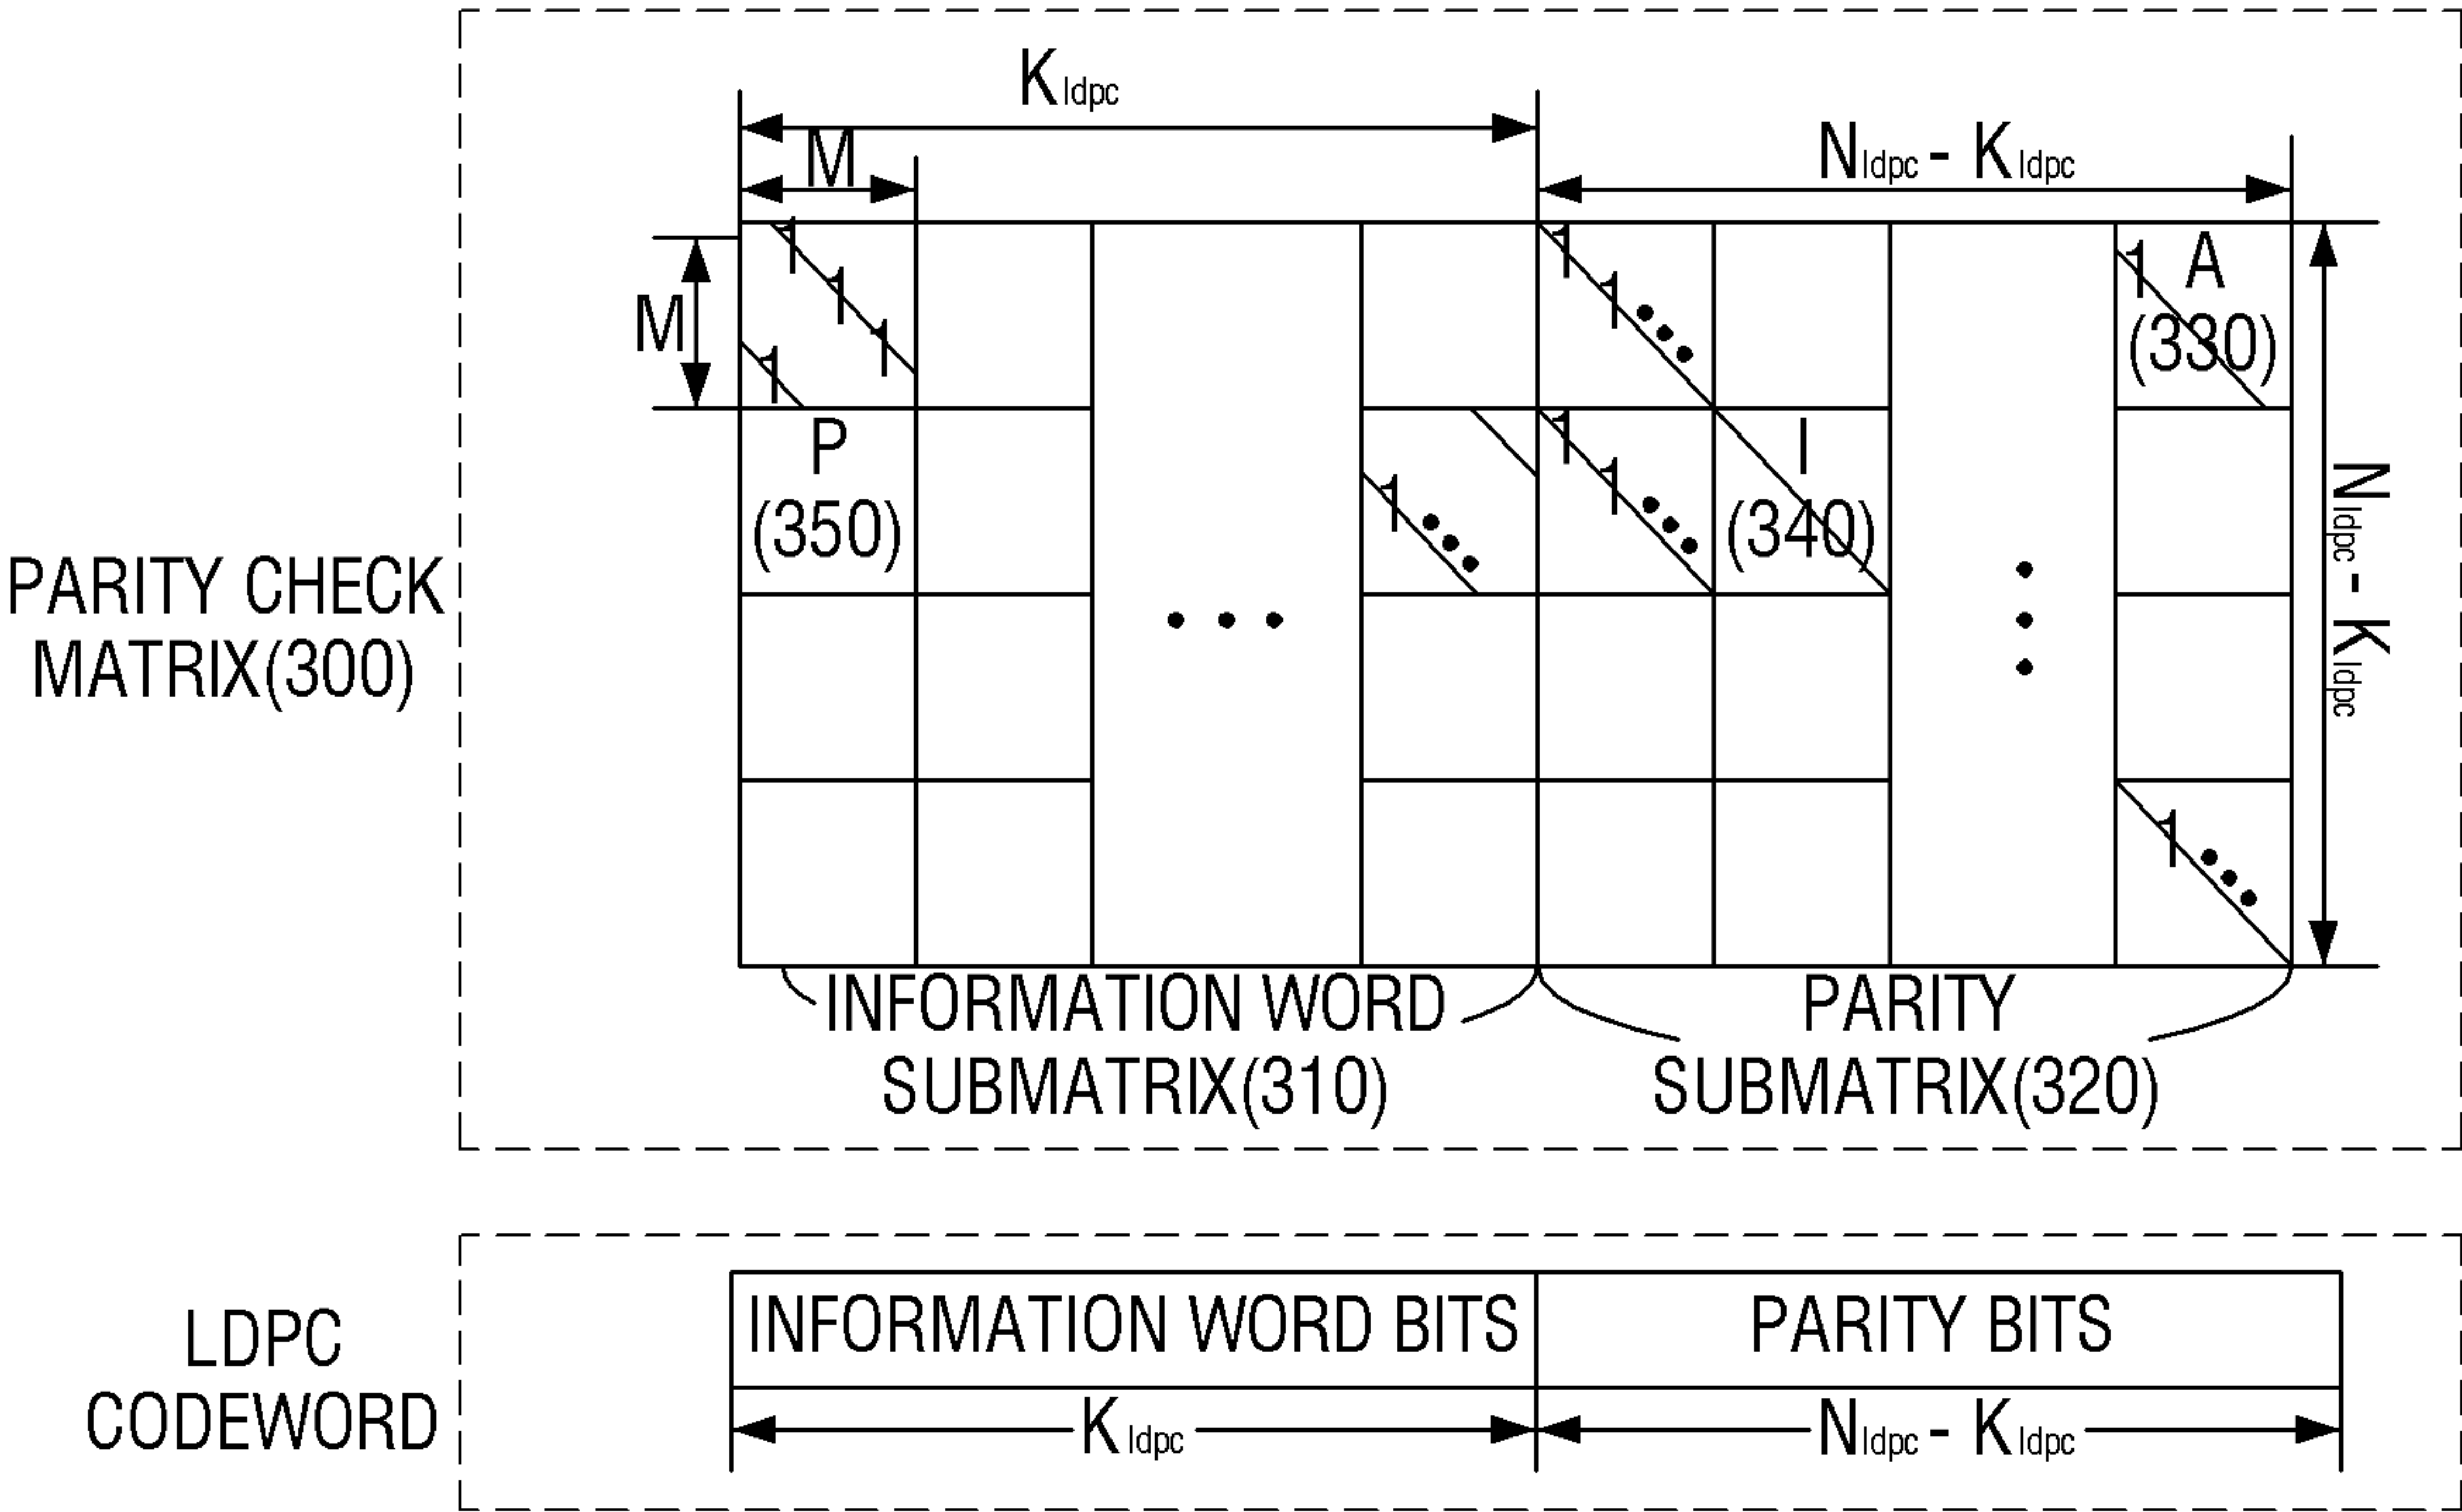 K ldpc
M
N ldpc - K ldpc
1
1
1
1
M
1
1
1
A
(330)
P
(350)
1
1
1
I
(340)
N ldpc - K ldpc
PARITY CHECK
MATRIX(300)
1
INFORMATION WORD
SUBMATRIX(310)
PARITY
SUBMATRIX(320)
LDPC
CODEWORD
INFORMATION WORD BITS
PARITY BITS
K ldpc
N ldpc - K ldpc